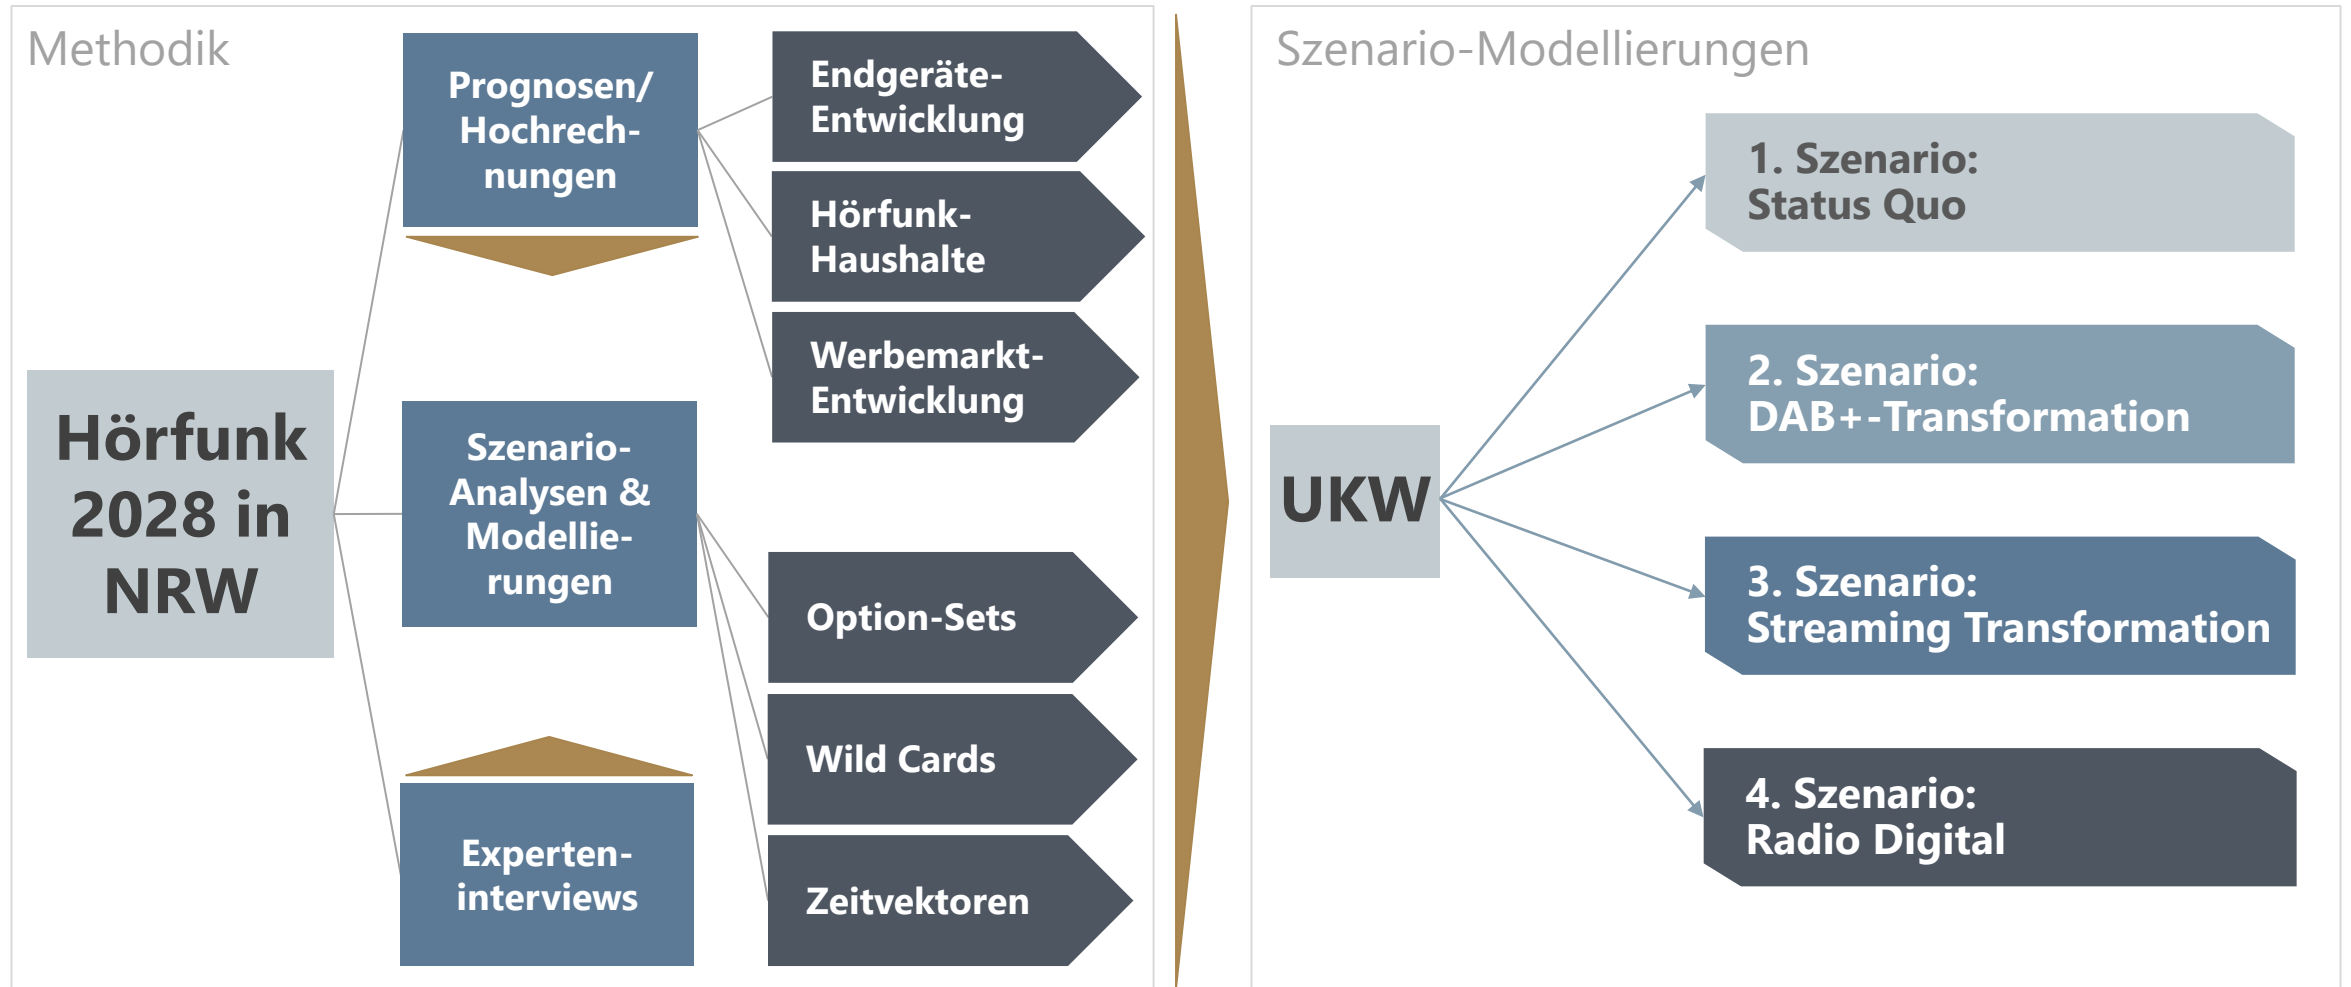 Methodik
Hörfunk
2028 in
NRW
Prognosen/
Hochrech-
nungen
Szenario-
Analysen &
Modellie-
rungen
Experten-
interviews
Endgeräte-
Entwicklung
Hörfunk-
Haushalte
Werbemarkt-
Entwicklung
Option-Sets
Wild Cards
Zeitvektoren
Szenario-Modellierungen
UKW
1. Szenario:
Status Quo
2. Szenario:
DAB+-Transformation
3. Szenario:
Streaming Transformation
4. Szenario:
Radio Digital